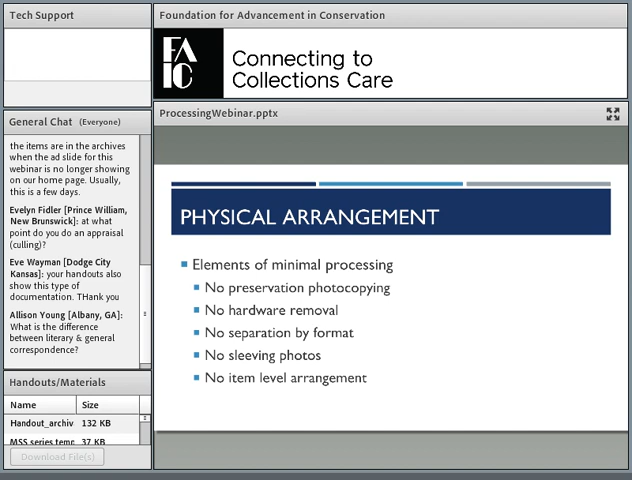 Tech Support
Foundation for Advancement in Conservation
FAIC
Connecting to
Collections Care
General Chat (Everyone)
the items are in the archives
when the ad slide for this
webinar is no longer showing
on our home page. Usually,
this is a few days.
Evelyn Fidler [Prince William,
New Brunswick]: at what
point do you do an appraisal
(culling)?
Eve Wayman [Dodge City
Kansas]: your handouts also
show this type of
documentation. THank you
Allison Young [Albany, GA]:
What is the difference
between literary & general
correspondence?
Handouts/Materials
Name Size
Handout_archiv 132 KB
MSS series temp 37 KB
Download File(s)
ProcessingWebinar.pptx
PHYSICAL ARRANGEMENT
Elements of minimal processing
No preservation photocopying
No hardware removal
No separation by format
No sleeving photos
No item level arrangement